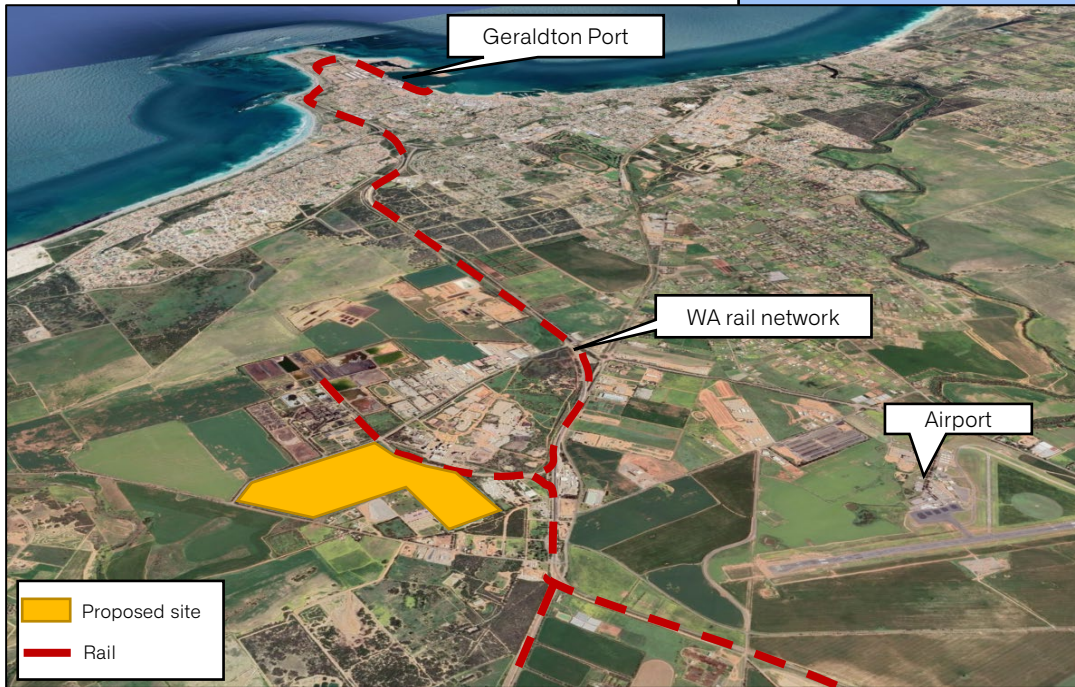 Geraldton Port
WA rail network
Airport
Proposed site
Rail